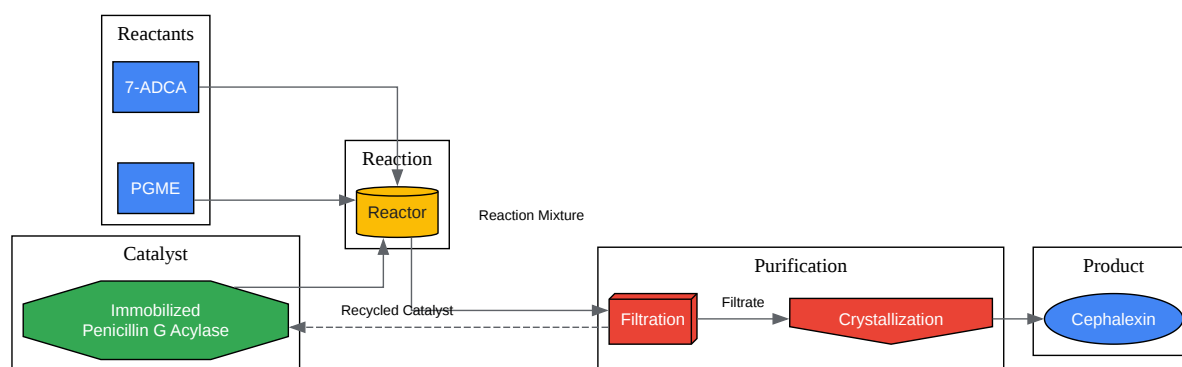 Reactants
7-ADCA
PGME
Reaction
Reactor
Reaction Mixture
Catalyst
Immobilized
Penicillin G Acylase
Recycled Catalyst
Purification
Filtration
Filtrate
Crystallization
Product
Cephalexin